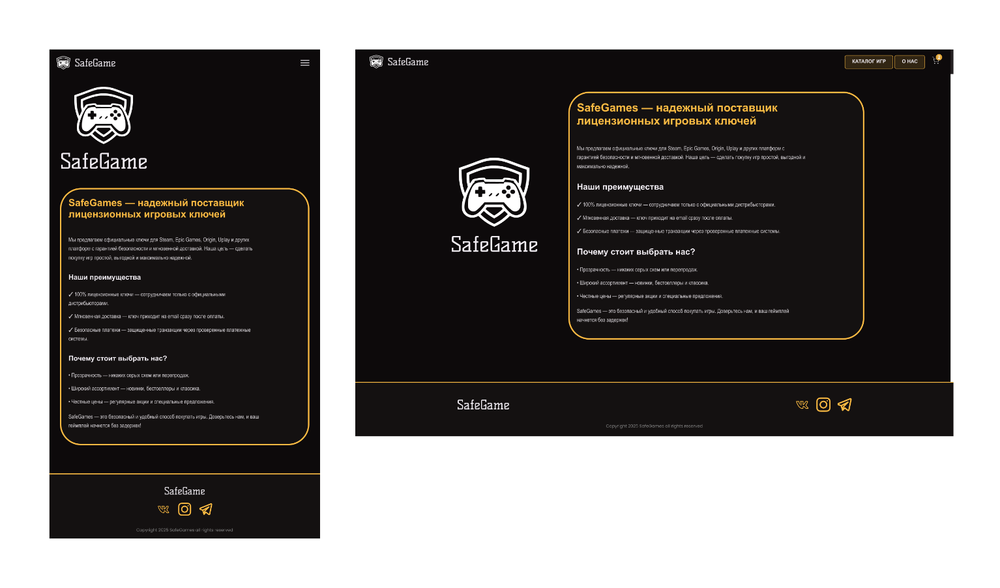 SafeGame
SafeGame
SafeGames — надежный поставщик
лицензионных игровых ключей
Мы предлагаем официальные ключи для Steam, Epic Games, Origin, Uplay и других
платформ с гарантией безопасности и мгновенной доставкой. Наша цель — сделать
покупку игр простой, выгодной и максимально надежной.
Наши преимущества
✓ 100% лицензионные ключи — сотрудничаем только с официальными
дистрибьюторами.
✓ Мгновенная доставка — ключ приходит на email сразу после оплаты.
✓ Безопасные платежи — защищенные транзакции через проверенные платежные
системы.
Почему стоит выбрать нас?
• Прозрачность — никаких серых схем или перепродаж.
• Широкий ассортимент — новинки, бестселлеры и классика.
• Честные цены — регулярные акции и специальные предложения.
SafeGames — это безопасный и удобный способ покупать игры. Доверьтесь нам, и ваш
геймплей начнется без задержек!
SafeGame
Copyright 2025 SafeGames all rights reserved
SafeGame
КАТАЛОГ ИГР
О НАС
2
SafeGame
SafeGames — надежный поставщик
лицензионных игровых ключей
Мы предлагаем официальные ключи для Steam, Epic Games, Origin, Uplay и других платформ с
гарантией безопасности и мгновенной доставкой. Наша цель — сделать покупку игр простой, выгодной и
максимально надежной.
Наши преимущества
✓ 100% лицензионные ключи — сотрудничаем только с официальными дистрибьюторами.
✓ Мгновенная доставка — ключ приходит на email сразу после оплаты.
✓ Безопасные платежи — защищенные транзакции через проверенные платежные системы.
Почему стоит выбрать нас?
• Прозрачность — никаких серых схем или перепродаж.
• Широкий ассортимент — новинки, бестселлеры и классика.
• Честные цены — регулярные акции и специальные предложения.
SafeGames — это безопасный и удобный способ покупать игры. Доверьтесь нам, и ваш геймплей
начнется без задержек!
SafeGame
Copyright 2025 SafeGames all rights reserved